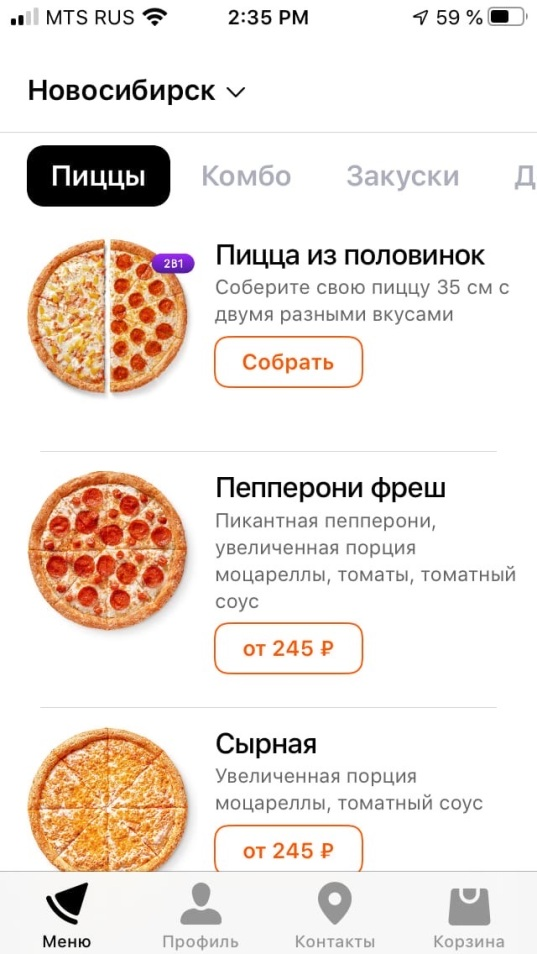 MTS RUS 2:35 PM 59 %
Новосибирск
Пиццы Комбо Закуски Д
2В1
Пицца из половинок
Соберите свою пиццу 35 см с
двумя разными вкусами
Собрать
Пепперони фреш
Пикантная пепперони,
увеличенная порция
моцареллы, томаты, томатный
соус
от 245 ₽
Сырная
Увеличенная порция
моцареллы, томатный соус
от 245 ₽
Меню Профиль Контакты Корзина